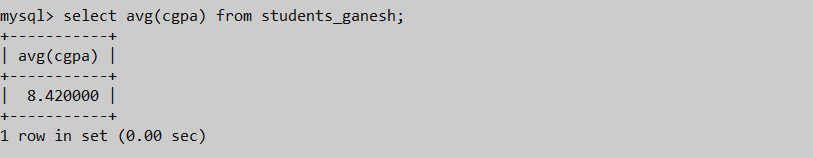 mysql> select avg(cgpa) from students_ganesh;
+-----------+
| avg(cgpa) |
+-----------+
|  8.420000 |
+-----------+
1 row in set (0.00 sec)